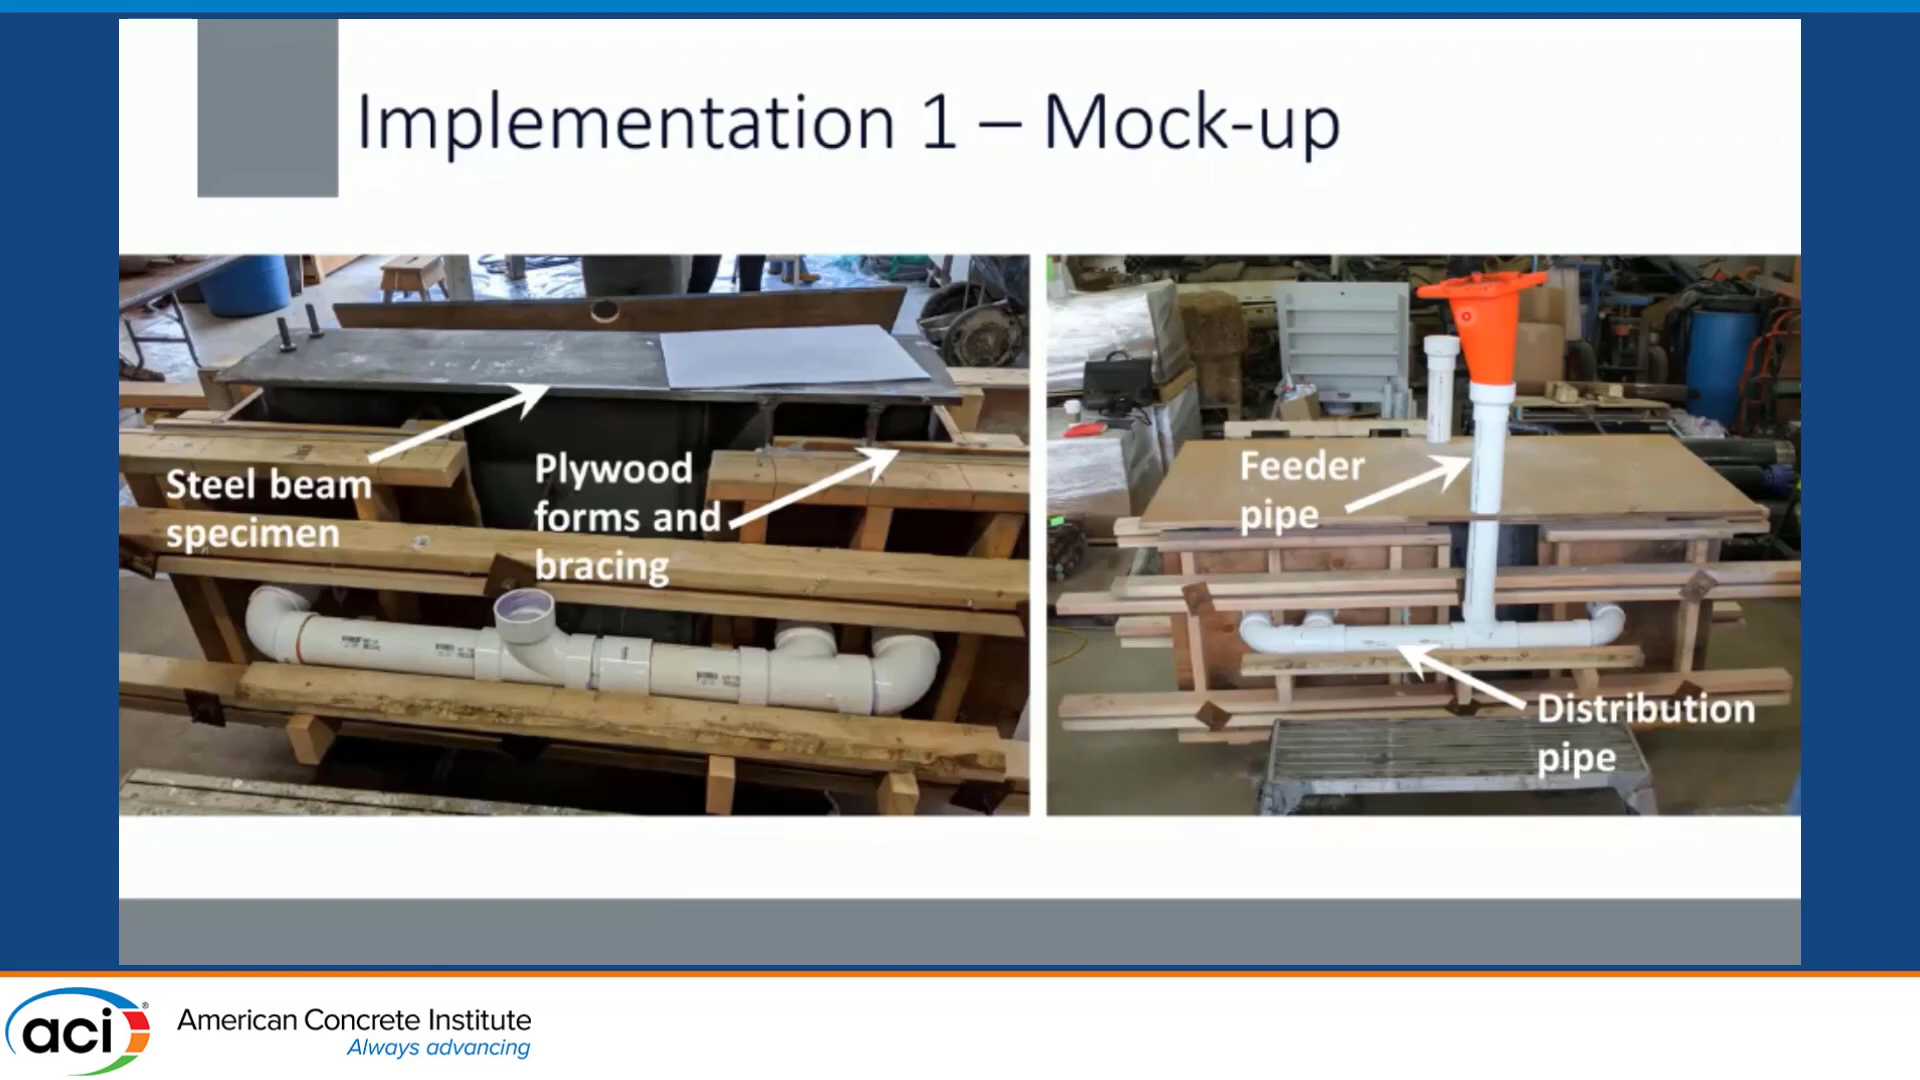 Implementation 1 – Mock-up
Steel beam
specimen
Plywood
forms and
bracing
Feeder
pipe
Distribution
pipe
aci®
American Concrete Institute
Always advancing